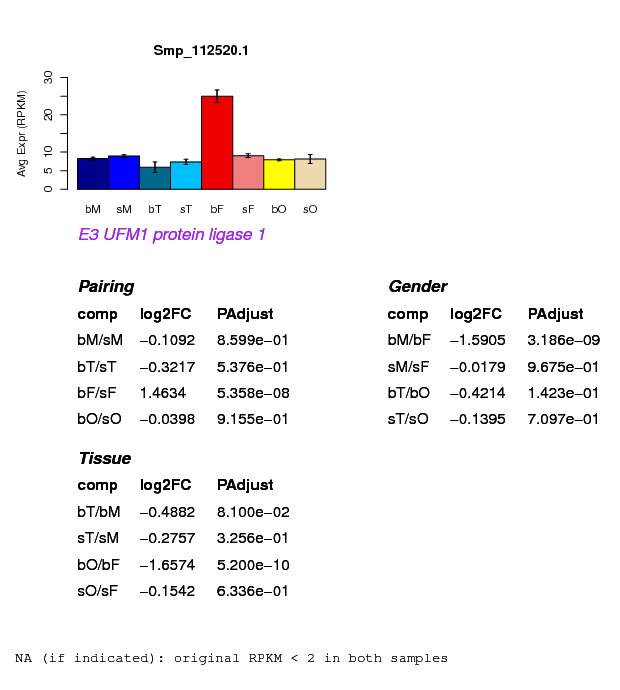 Smp_112520.1
Avg Expr (RPKM)
0 5 10 20 30
bM sM bT sT bF sF bO sO
E3 UFM1 protein ligase 1
Pairing
comp log2FC PAdjust
bM/sM −0.1092 8.599e−01
bT/sT −0.3217 5.376e−01
bF/sF 1.4634 5.358e−08
bO/sO −0.0398 9.155e−01
Gender
comp log2FC PAdjust
bM/bF −1.5905 3.186e−09
sM/sF −0.0179 9.675e−01
bT/bO −0.4214 1.423e−01
sT/sO −0.1395 7.097e−01
Tissue
comp log2FC PAdjust
bT/bM −0.4882 8.100e−02
sT/sM −0.2757 3.256e−01
bO/bF −1.6574 5.200e−10
sO/sF −0.1542 6.336e−01
NA (if indicated): original RPKM < 2 in both samples